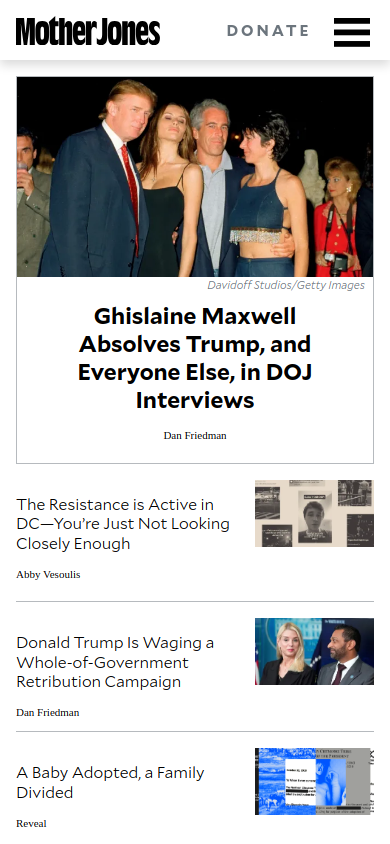 Mother Jones
DONATE
Davidoff Studios/Getty Images
Ghislaine Maxwell
Absolves Trump, and
Everyone Else, in DOJ
Interviews
Dan Friedman
The Resistance is Active in
DC—You’re Just Not Looking
Closely Enough
Abby Vesoulis
Donald Trump Is Waging a
Whole-of-Government
Retribution Campaign
Dan Friedman
A Baby Adopted, a Family
Divided
Reveal